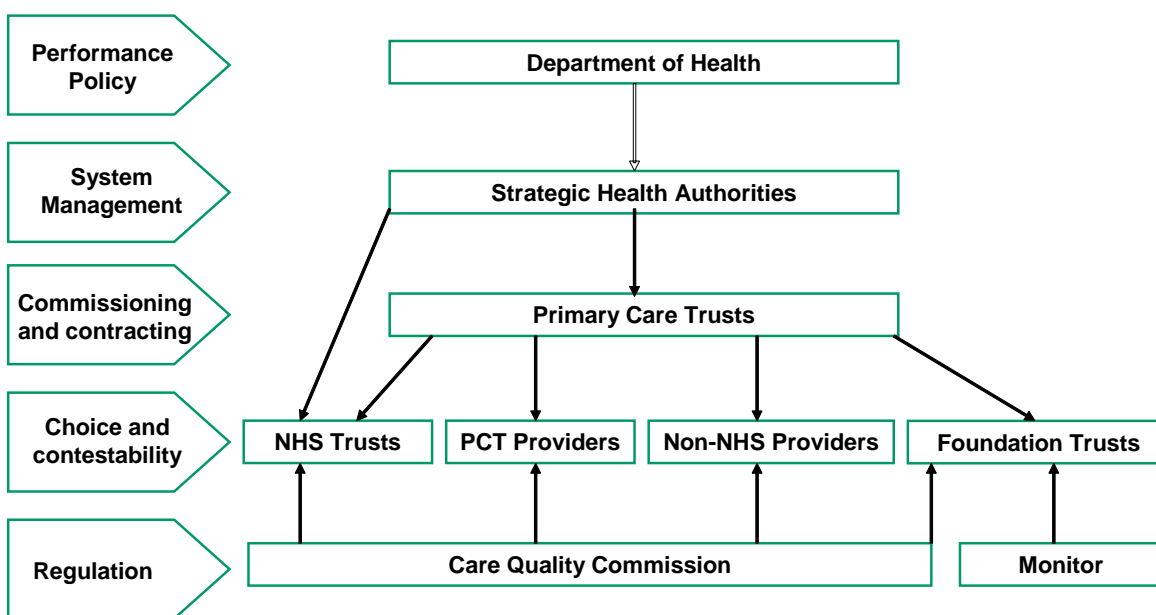 Performance
Policy
Department of Health
System
Management
Strategic Health Authorities
Commissioning
and contracting
Primary Care Trusts
Choice and
contestability
NHS Trusts
PCT Providers
Non-NHS Providers
Foundation Trusts
Regulation
Care Quality Commission
Monitor